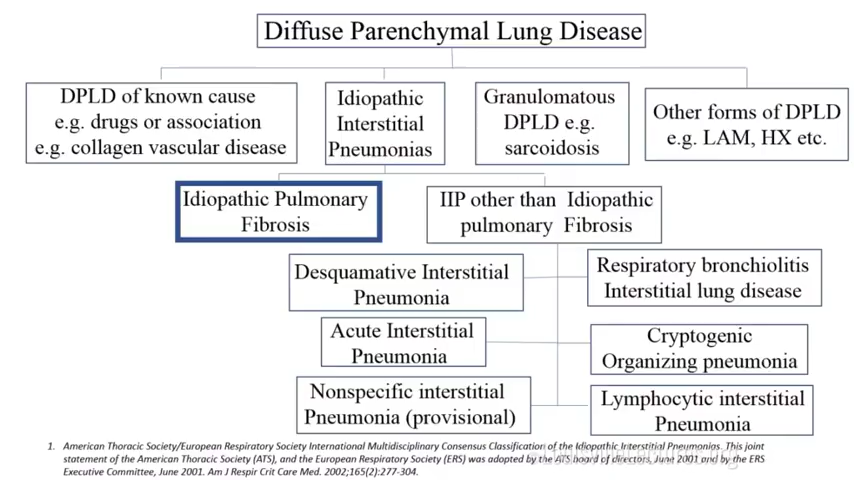 Diffuse Parenchymal Lung Disease
DPLD of known cause
e.g. drugs or association
e.g. collagen vascular disease
Idiopathic
Interstitial
Pneumonias
Granulomatous
DPLD e.g.
sarcoidosis
Other forms of DPLD
e.g. LAM, HX etc.
Idiopathic Pulmonary
Fibrosis
IIP other than Idiopathic
pulmonary Fibrosis
Desquamative Interstitial
Pneumonia
Respiratory bronchiolitis
Interstitial lung disease
Acute Interstitial
Pneumonia
Cryptogenic
Organizing pneumonia
Nonspecific interstitial
Pneumonia (provisional)
Lymphocytic interstitial
Pneumonia
1. American Thoracic Society/European Respiratory Society International Multidisciplinary Consensus Classification of the Idiopathic Interstitial Pneumonias. This joint
statement of the American Thoracic Society (ATS), and the European Respiratory Society (ERS) was adopted by the ATS board of directors, June 2001 and by the ERS
Executive Committee, June 2001. Am J Respir Crit Care Med. 2002;165(2):277-304.